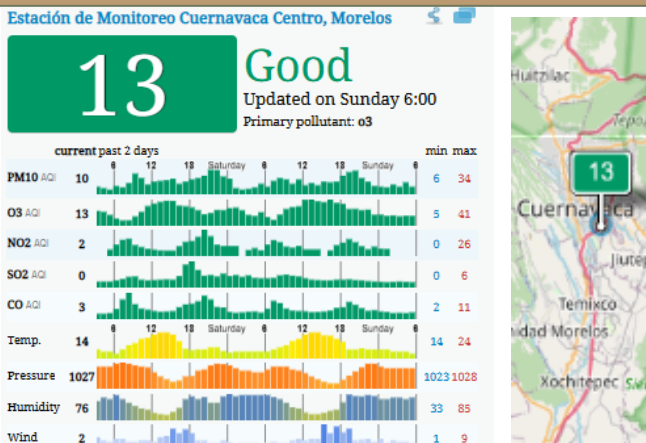 Estación de Monitoreo Cuernavaca Centro, Morelos
13 Good
Updated on Sunday 6:00
Primary pollutant: o3
current past 2 days min max
6 12 18 Saturday 6 12 18 Sunday 6
PM10 AQI 10 6 34
O3 AQI 13 5 41
NO2 AQI 2 0 26
SO2 AQI 0 0 6
CO AQI 3 2 11
6 12 18 Saturday 6 12 18 Sunday 6
Temp. 14 14 24
Pressure 1027 1023 1028
Humidity 76 33 85
Wind 2 1 9
Huitzilac
13
Cuernavaca
Temixco
idad Morelos
Xochitepec